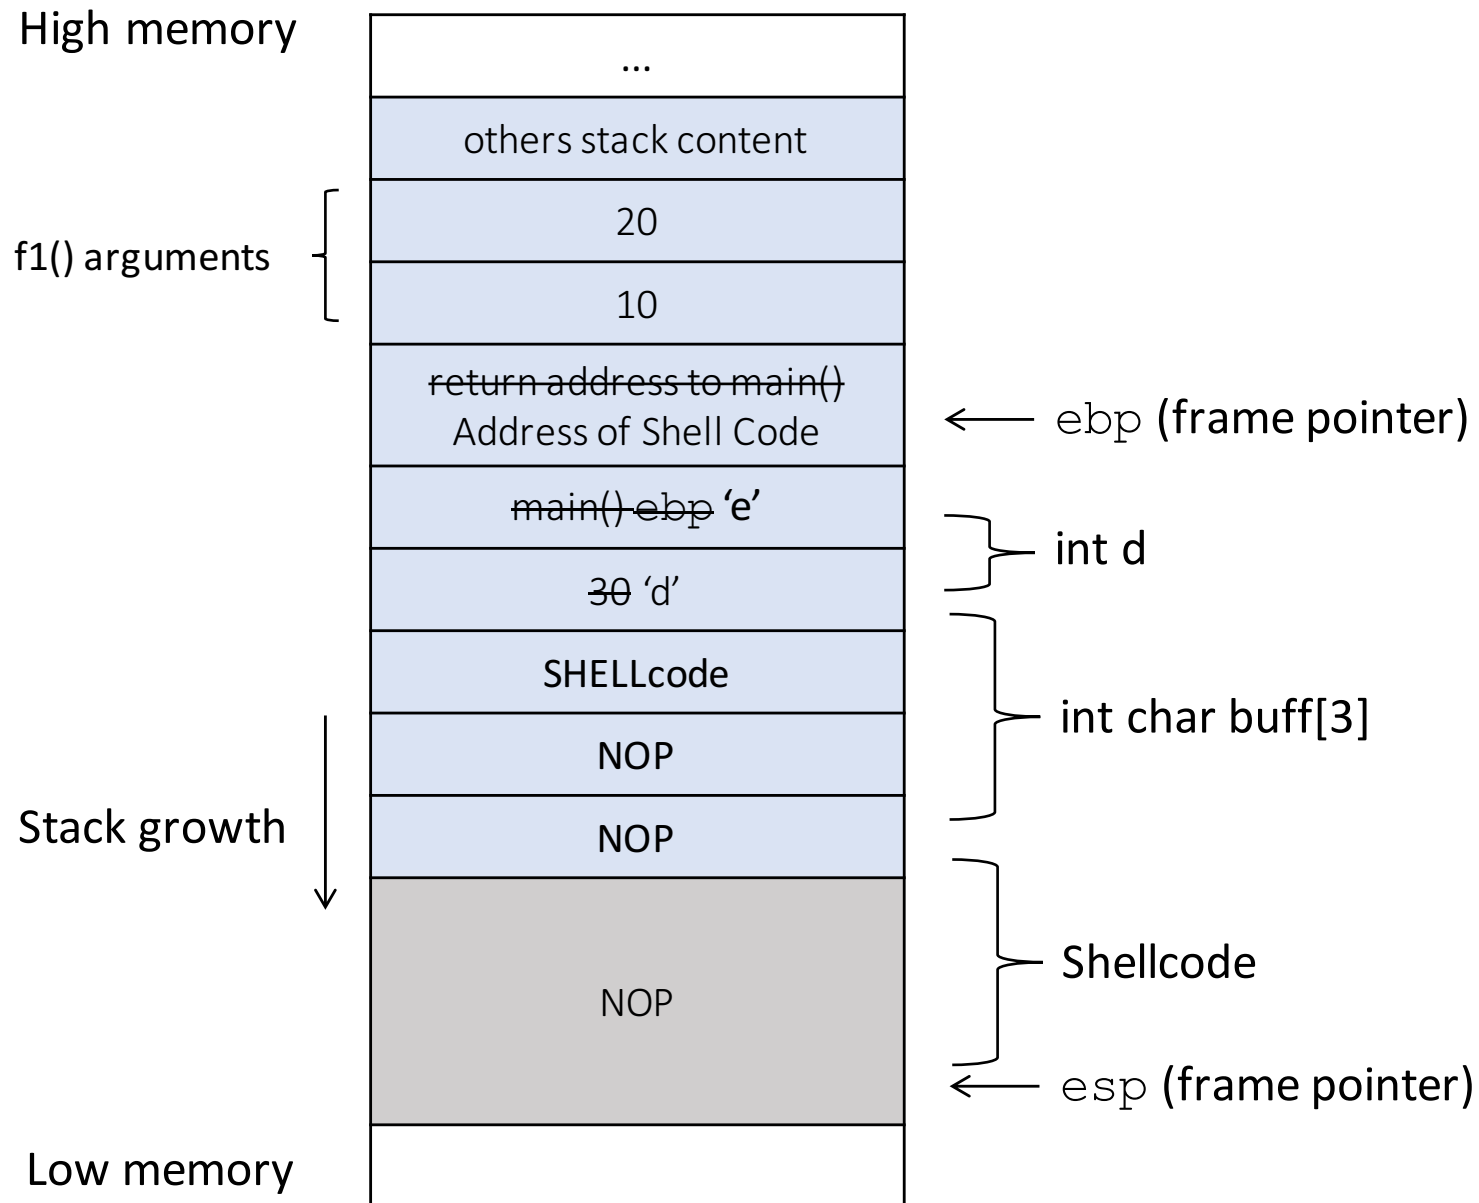 High memory
...
others stack content
20
f1() arguments
10
return address to main()
Address of Shell Code
ebp (frame pointer)
main() ebp ‘e’
int d
30 ‘d’
SHELLcode
int char buff[3]
NOP
Stack growth
NOP
Shellcode
NOP
esp (frame pointer)
Low memory